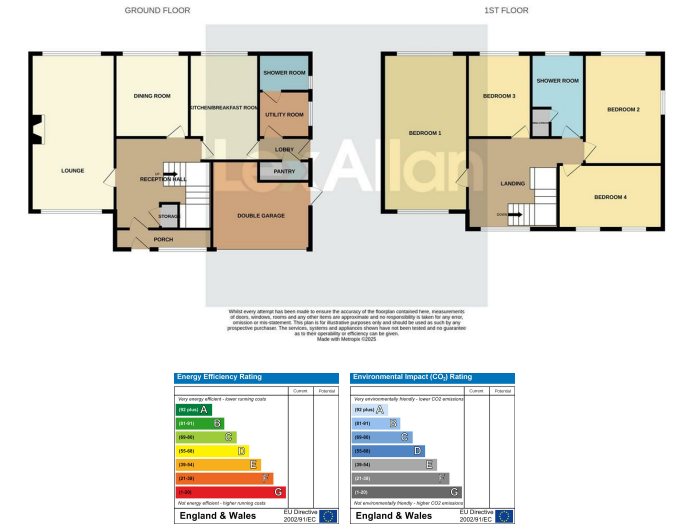 GROUND FLOOR
1ST FLOOR
SHOWER ROOM
DINING ROOM
KITCHEN/BREAKFAST ROOM
UTILITY ROOM
LOBBY
LOUNGE
UP
RECEPTION HALL
PANTRY
STORAGE
DOUBLE GARAGE
PORCH
SHOWER ROOM
BEDROOM 3
BEDROOM 2
BEDROOM 1
LANDING
BEDROOM 4
DOWN
LexAllan
Whilst every attempt has been made to ensure the accuracy of the floorplan contained here, measurements
of doors, windows, rooms and any other items are approximate and no responsibility is taken for any error,
omission or mis-statement. This plan is for illustrative purposes only and should be used as such by any
prospective purchaser. The services, systems and appliances shown have not been tested and no guarantee
as to their operability or efficiency can be given.
Made with Metropix ©2025
Energy Efficiency Rating
Current Potential
Very energy efficient - lower running costs
(92 plus) A
(81-91) B
(69-80) C
(55-68) D
(39-54) E
(21-38) F
(1-20) G
Not energy efficient - higher running costs
England & Wales
EU Directive
2002/91/EC
Environmental Impact (CO₂) Rating
Current Potential
Very environmentally friendly - lower CO2 emissions
(92 plus) A
(81-91) B
(69-80) C
(55-68) D
(39-54) E
(21-38) F
(1-20) G
Not environmentally friendly - higher CO2 emissions
England & Wales
EU Directive
2002/91/EC